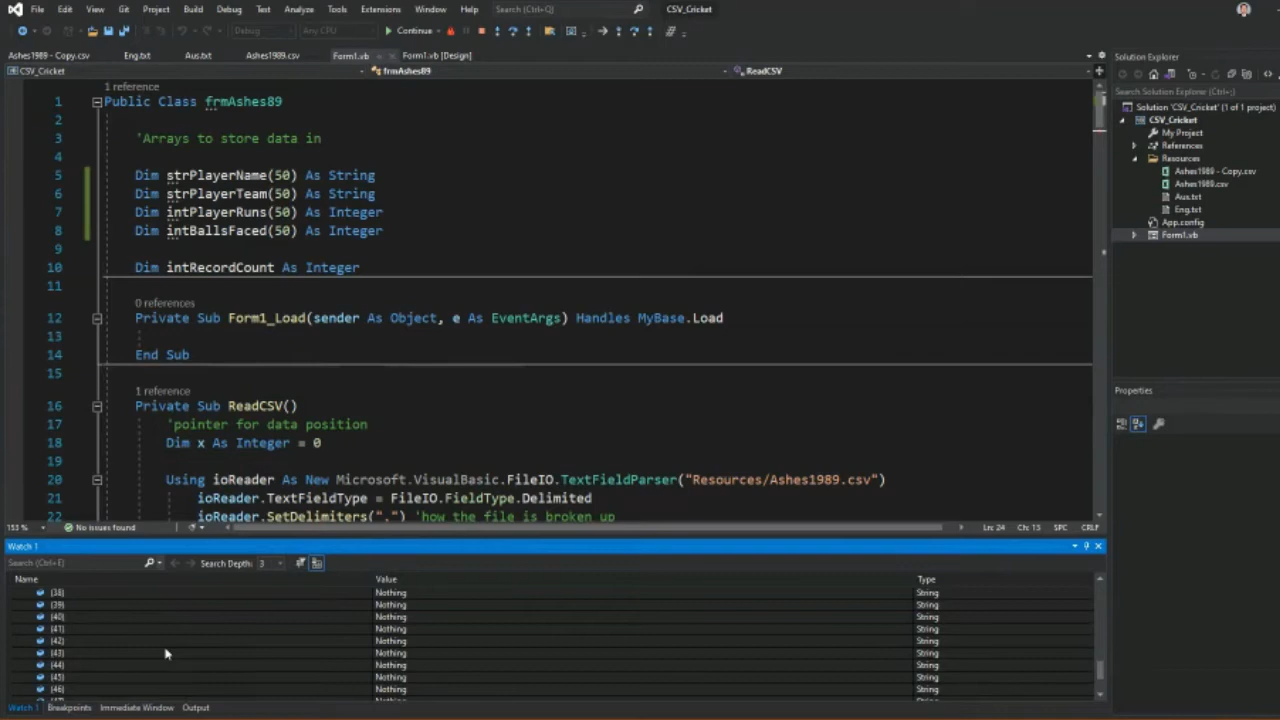 File Edit View Git Project Build Debug Test Analyze Tools Extensions Window Help Search (Ctrl+Q) CSV_Cricket
Debug Any CPU Continue
Ashes1989 - Copy.csv Eng.txt Aus.txt Ashes1989.csv Form1.vb Form1.vb [Design]
CSV_Cricket frmAshes89 ReadCSV
1 reference
1 Public Class frmAshes89
2
3 'Arrays to store data in
4
5 Dim strPlayerName(50) As String
6 Dim strPlayerTeam(50) As String
7 Dim intPlayerRuns(50) As Integer
8 Dim intBallsFaced(50) As Integer
9
10 Dim intRecordCount As Integer
11
0 references
12 Private Sub Form1_Load(sender As Object, e As EventArgs) Handles MyBase.Load
13
14 End Sub
15
1 reference
16 Private Sub ReadCSV()
17 'pointer for data position
18 Dim x As Integer = 0
19
20 Using ioReader As New Microsoft.VisualBasic.FileIO.TextFieldParser("Resources/Ashes1989.csv")
21 ioReader.TextFieldType = FileIO.FieldType.Delimited
22 ioReader.SetDelimiters(",") 'how the file is broken up
153 % No issues found Ln: 24 Ch: 13 SPC CRLF
Watch 1
Search (Ctrl+E) Search Depth: 3
Name Value Type
(38) Nothing String
(39) Nothing String
(40) Nothing String
(41) Nothing String
(42) Nothing String
(43) Nothing String
(44) Nothing String
(45) Nothing String
(46) Nothing String
Watch 1 Breakpoints Immediate Window Output
Solution Explorer
Search Solution Explorer (Ctrl+;)
Solution 'CSV_Cricket' (1 of 1 project)
CSV_Cricket
My Project
References
Resources
Ashes1989 - Copy.csv
Ashes1989.csv
Aus.txt
Eng.txt
App.config
Form1.vb
Properties